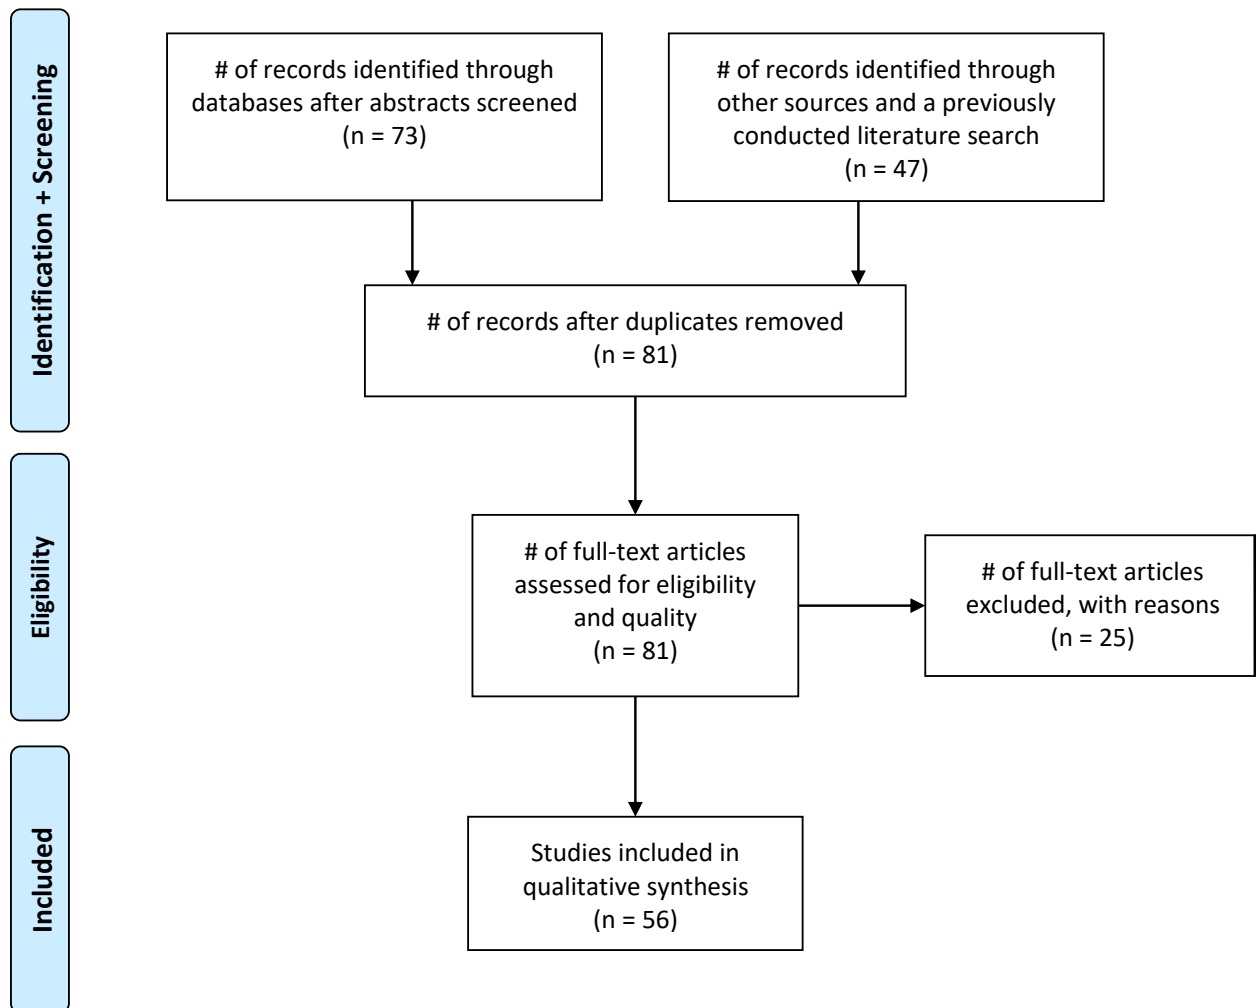 Identification + Screening
# of records identified through
databases after abstracts screened
(n = 73)
# of records identified through
other sources and a previously
conducted literature search
(n = 47)
# of records after duplicates removed
(n = 81)
Eligibility
# of full-text articles
assessed for eligibility
and quality
(n = 81)
# of full-text articles
excluded, with reasons
(n = 25)
Included
Studies included in
qualitative synthesis
(n = 56)